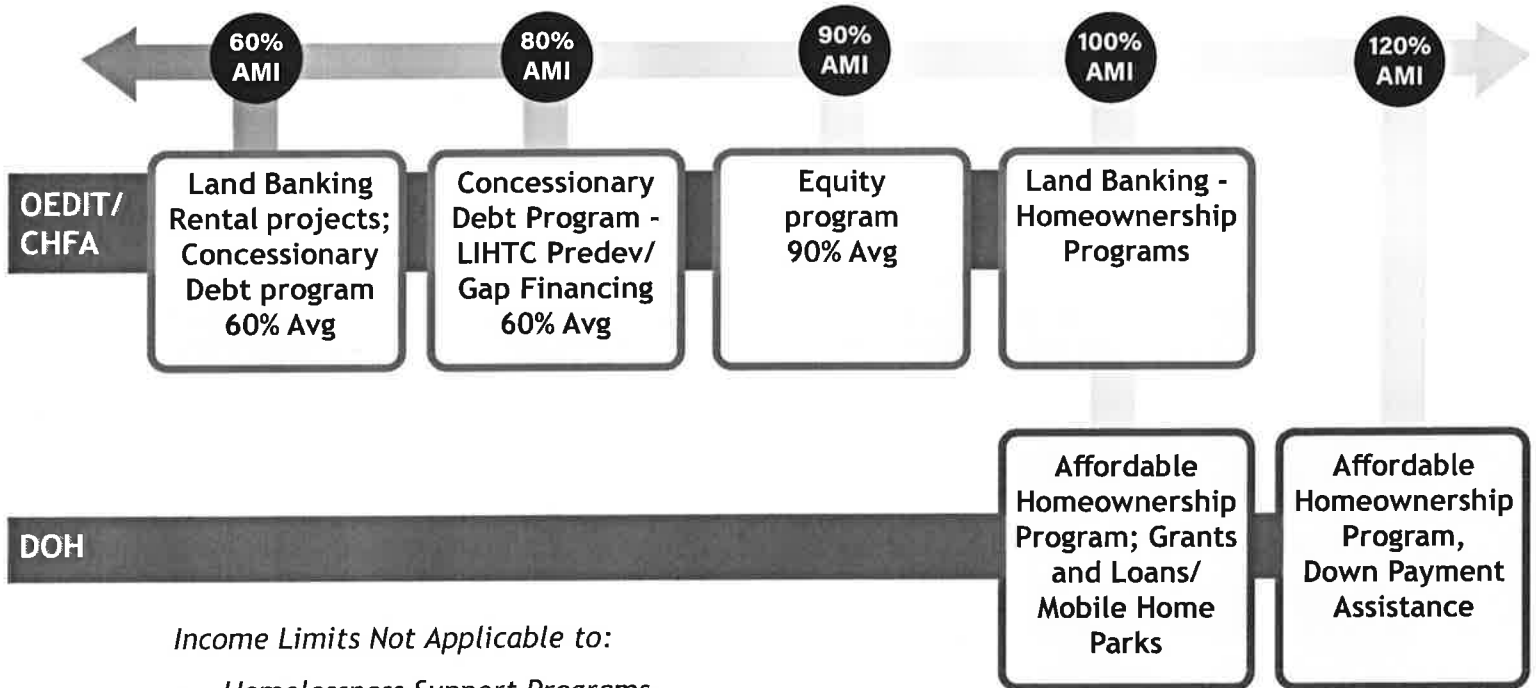 60%
AMI
80%
AMI
90%
AMI
100%
AMI
120%
AMI
OEDIT/
CHFA
Land Banking
Rental projects;
Concessionary
Debt program
60% Avg
Concessionary
Debt Program -
LIHTC Predev/
Gap Financing
60% Avg
Equity
program
90% Avg
Land Banking -
Homeownership
Programs
DOH
Affordable
Homeownership
Program; Grants
and Loans/
Mobile Home
Parks
Affordable
Homeownership
Program,
Down Payment
Assistance
Income Limits Not Applicable to:
Homelessness Support Programs